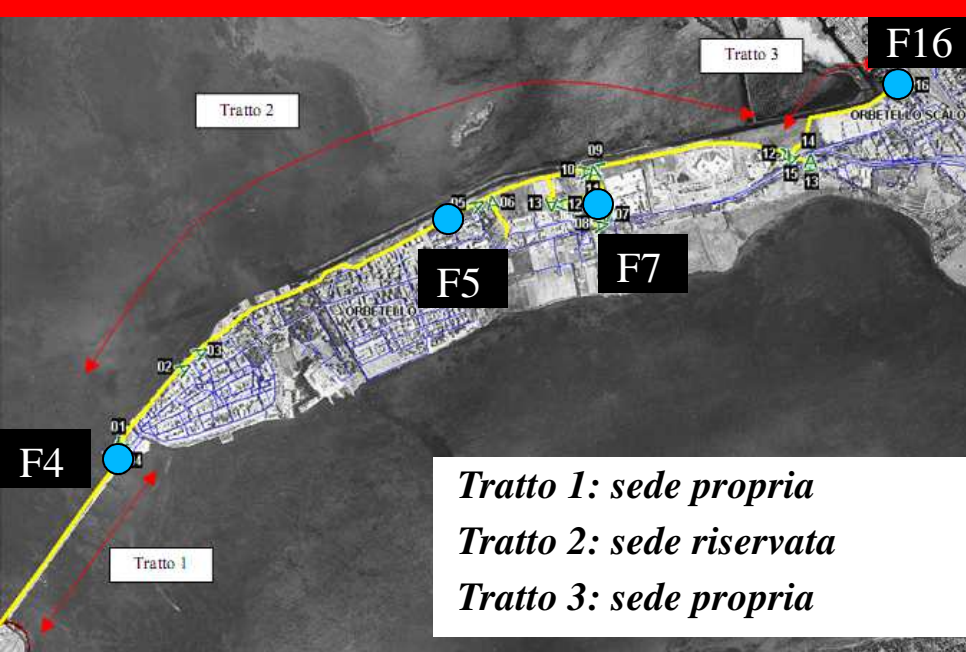 F16
Tratto 3
Tratto 2
16
ORBETELLO SCALO
14
09
12
10
15
13
11
05
06
13
12
07
08
F5
F7
ORBETELLO
03
02
01
F4
Tratto 1
Tratto 1: sede propria
Tratto 2: sede riservata
Tratto 3: sede propria